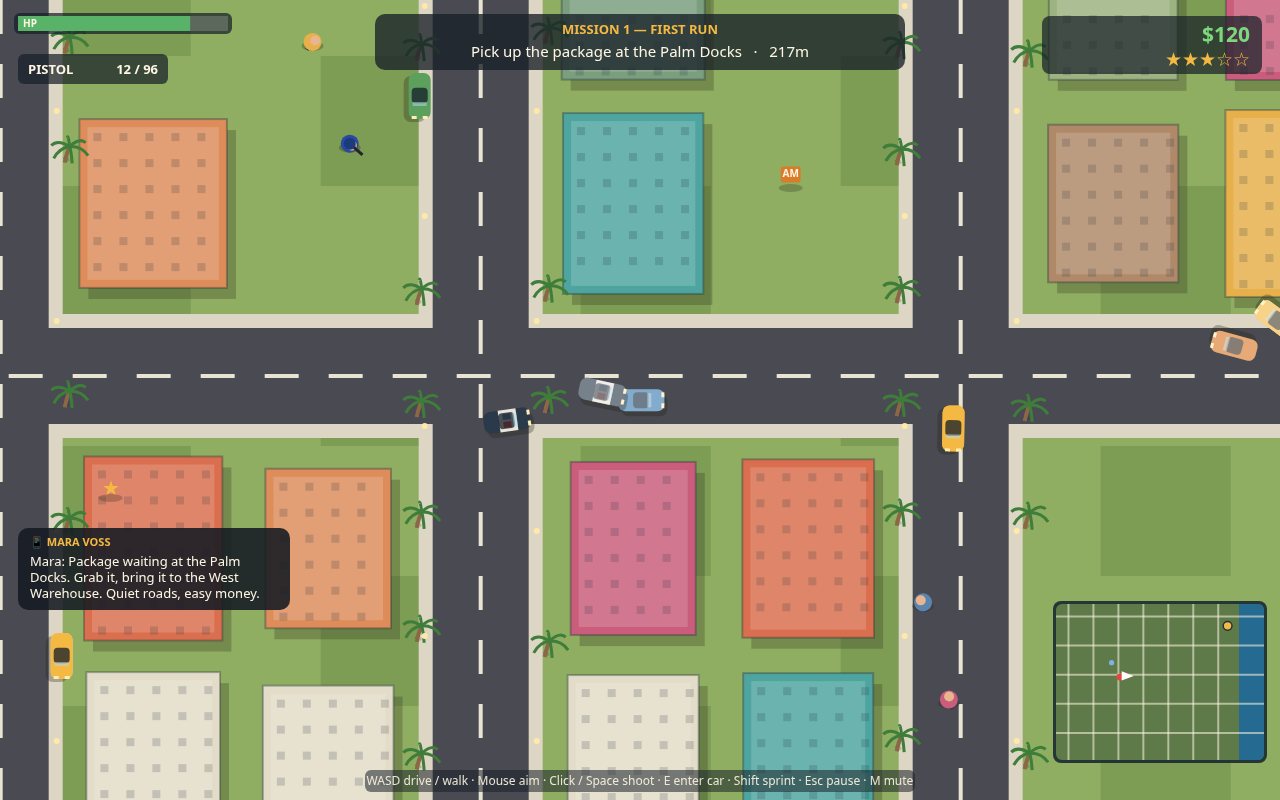 HP
PISTOL 12 / 96
MISSION 1 — FIRST RUN
Pick up the package at the Palm Docks · 217m
$120
★★★☆☆
AM
MARA VOSS
Mara: Package waiting at the Palm
Docks. Grab it, bring it to the West
Warehouse. Quiet roads, easy money.
WASD drive / walk · Mouse aim · Click / Space shoot · E enter car · Shift sprint · Esc pause · M mute